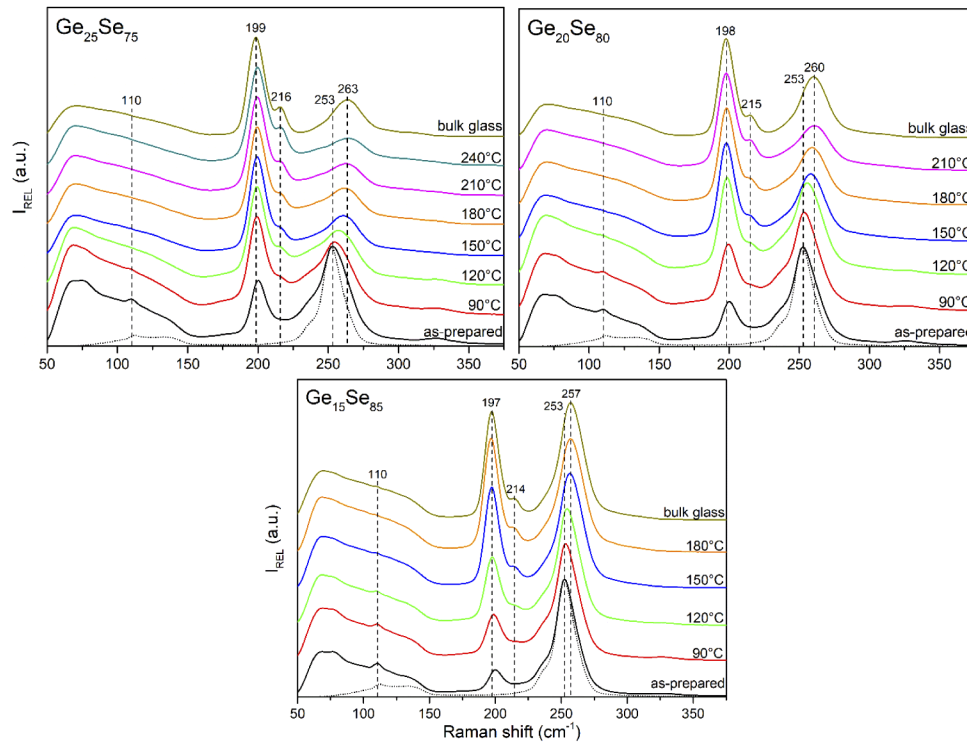 Ge₂₅Se₇₅
199
216
253
263
110
bulk glass
240°C
210°C
180°C
150°C
120°C
90°C
as-prepared
50 100 150 200 250 300 350
I_REL (a.u.)
Ge₂₀Se₈₀
198
215
253
260
110
bulk glass
210°C
180°C
150°C
120°C
90°C
as-prepared
50 100 150 200 250 300 350
Ge₁₅Se₈₅
197
214
253
257
110
bulk glass
180°C
150°C
120°C
90°C
as-prepared
50 100 150 200 250 300 350
I_REL (a.u.)
Raman shift (cm⁻¹)